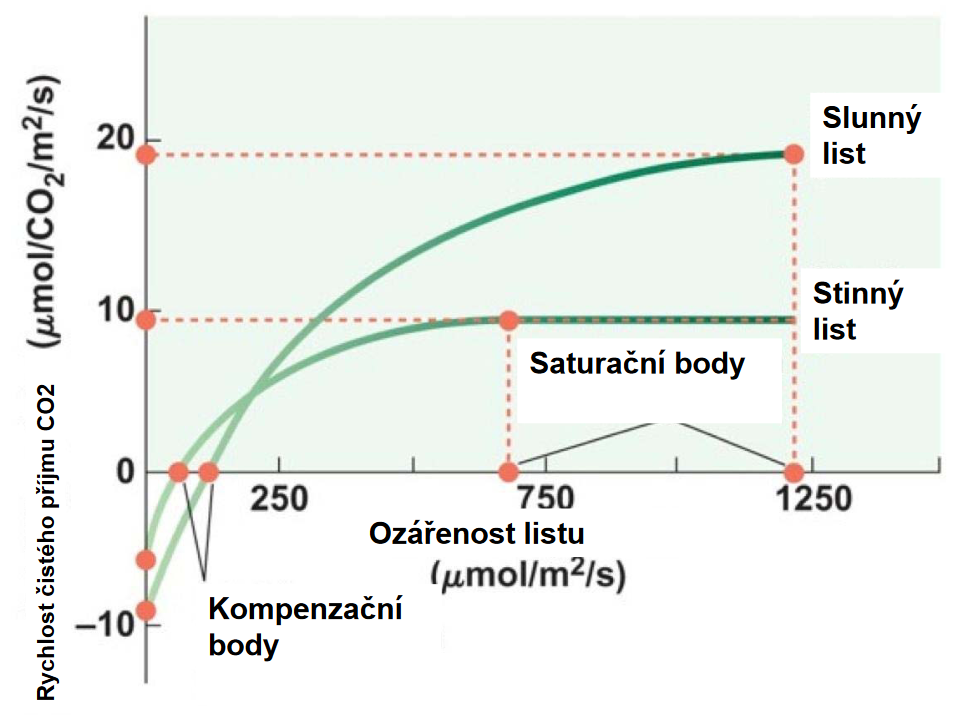 Rychlost čistého příjmu CO2
(μmol/CO₂/m²/s)
20
10
0
–10
Slunný
list
Stinný
list
Saturační body
250
750
1250
Ozářenost listu
(μmol/m²/s)
Kompenzační
body